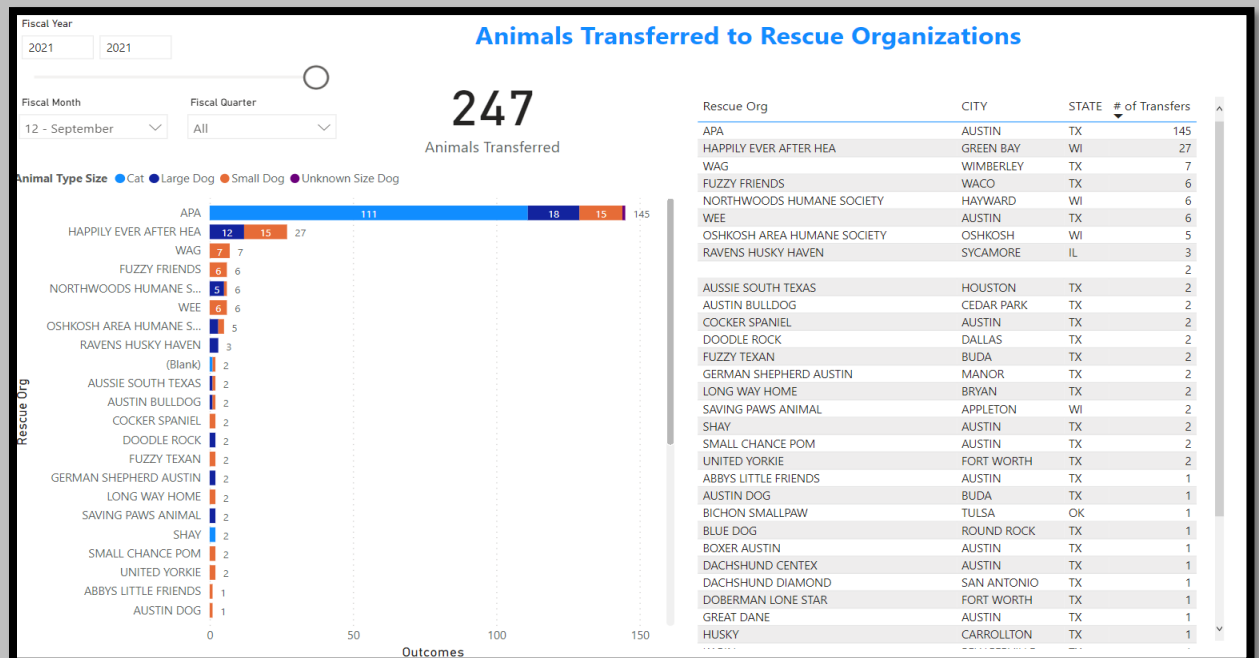 Fiscal Year
2021 2021
Animals Transferred to Rescue Organizations
Fiscal Month Fiscal Quarter
12 - September All
247
Animals Transferred
Animal Type Size Cat Large Dog Small Dog Unknown Size Dog
APA 111 18 15 145
HAPPILY EVER AFTER HEA 12 15 27
WAG 7 7
FUZZY FRIENDS 6 6
NORTHWOODS HUMANE S... 5 6
WEE 6 6
OSHKOSH AREA HUMANE S... 5
RAVENS HUSKY HAVEN 3
(Blank) 2
AUSSIE SOUTH TEXAS 2
AUSTIN BULLDOG 2
COCKER SPANIEL 2
DOODLE ROCK 2
FUZZY TEXAN 2
GERMAN SHEPHERD AUSTIN 2
LONG WAY HOME 2
SAVING PAWS ANIMAL 2
SHAY 2
SMALL CHANCE POM 2
UNITED YORKIE 2
ABBYS LITTLE FRIENDS 1
AUSTIN DOG 1
Rescue Org
0 50 100 150
Outcomes
Rescue Org CITY STATE # of Transfers
APA AUSTIN TX 145
HAPPILY EVER AFTER HEA GREEN BAY WI 27
WAG WIMBERLEY TX 7
FUZZY FRIENDS WACO TX 6
NORTHWOODS HUMANE SOCIETY HAYWARD WI 6
WEE AUSTIN TX 6
OSHKOSH AREA HUMANE SOCIETY OSHKOSH WI 5
RAVENS HUSKY HAVEN SYCAMORE IL 3
2
AUSSIE SOUTH TEXAS HOUSTON TX 2
AUSTIN BULLDOG CEDAR PARK TX 2
COCKER SPANIEL AUSTIN TX 2
DOODLE ROCK DALLAS TX 2
FUZZY TEXAN BUDA TX 2
GERMAN SHEPHERD AUSTIN MANOR TX 2
LONG WAY HOME BRYAN TX 2
SAVING PAWS ANIMAL APPLETON WI 2
SHAY AUSTIN TX 2
SMALL CHANCE POM AUSTIN TX 2
UNITED YORKIE FORT WORTH TX 2
ABBYS LITTLE FRIENDS AUSTIN TX 1
AUSTIN DOG BUDA TX 1
BICHON SMALLPAW TULSA OK 1
BLUE DOG ROUND ROCK TX 1
BOXER AUSTIN AUSTIN TX 1
DACHSHUND CENTEX AUSTIN TX 1
DACHSHUND DIAMOND SAN ANTONIO TX 1
DOBERMAN LONE STAR FORT WORTH TX 1
GREAT DANE AUSTIN TX 1
HUSKY CARROLLTON TX 1